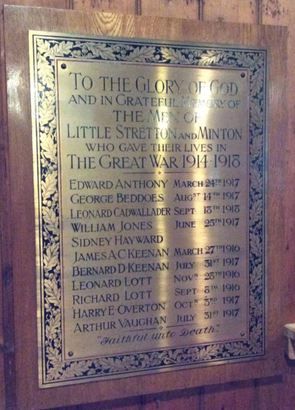 TO THE GLORY OF GOD
AND IN GRATEFUL MEMORY OF
THE MEN OF
LITTLE STRETTON AND MINTON
WHO GAVE THEIR LIVES IN
THE GREAT WAR 1914-1918
EDWARD ANTHONY MARCH 24TH 1917
GEORGE BEDDOES AUGST 14TH 1917
LEONARD CADWALLADER SEPT 18TH 1918
WILLIAM JONES JUNE 25TH 1917
SIDNEY HAYWARD
JAMES A C KEENAN MARCH 27TH 1916
BERNARD D KEENAN JULY 31ST 1917
LEONARD LOTT NOVR 28TH 1916
RICHARD LOTT SEPT 8TH 1916
HARRY E OVERTON OCTR 3RD 1917
ARTHUR VAUGHAN JULY 31ST 1917
"Faithful unto Death"